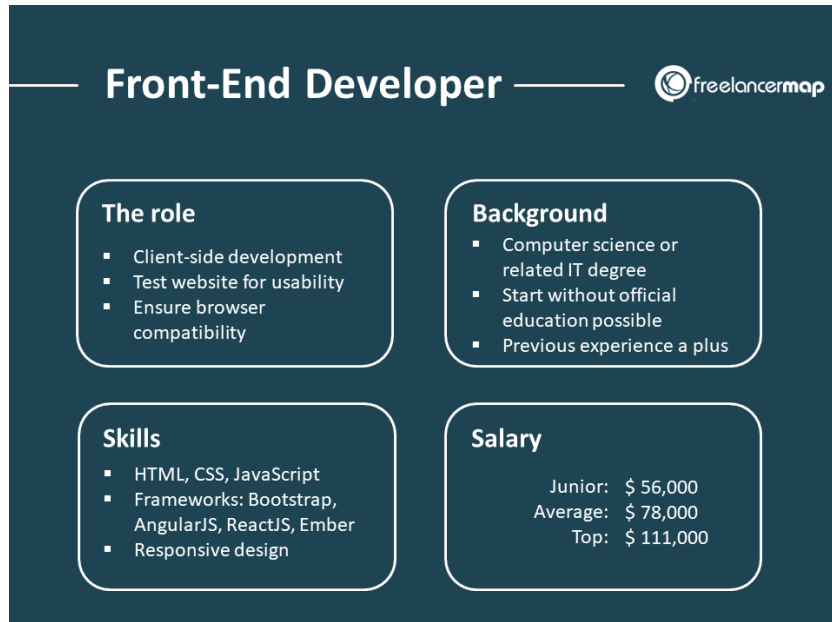 Front-End Developer
freelancermap
The role
▪ Client-side development
▪ Test website for usability
▪ Ensure browser
compatibility
Background
▪ Computer science or
related IT degree
▪ Start without official
education possible
▪ Previous experience a plus
Skills
▪ HTML, CSS, JavaScript
▪ Frameworks: Bootstrap,
AngularJS, ReactJS, Ember
▪ Responsive design
Salary
Junior: $ 56,000
Average: $ 78,000
Top: $ 111,000